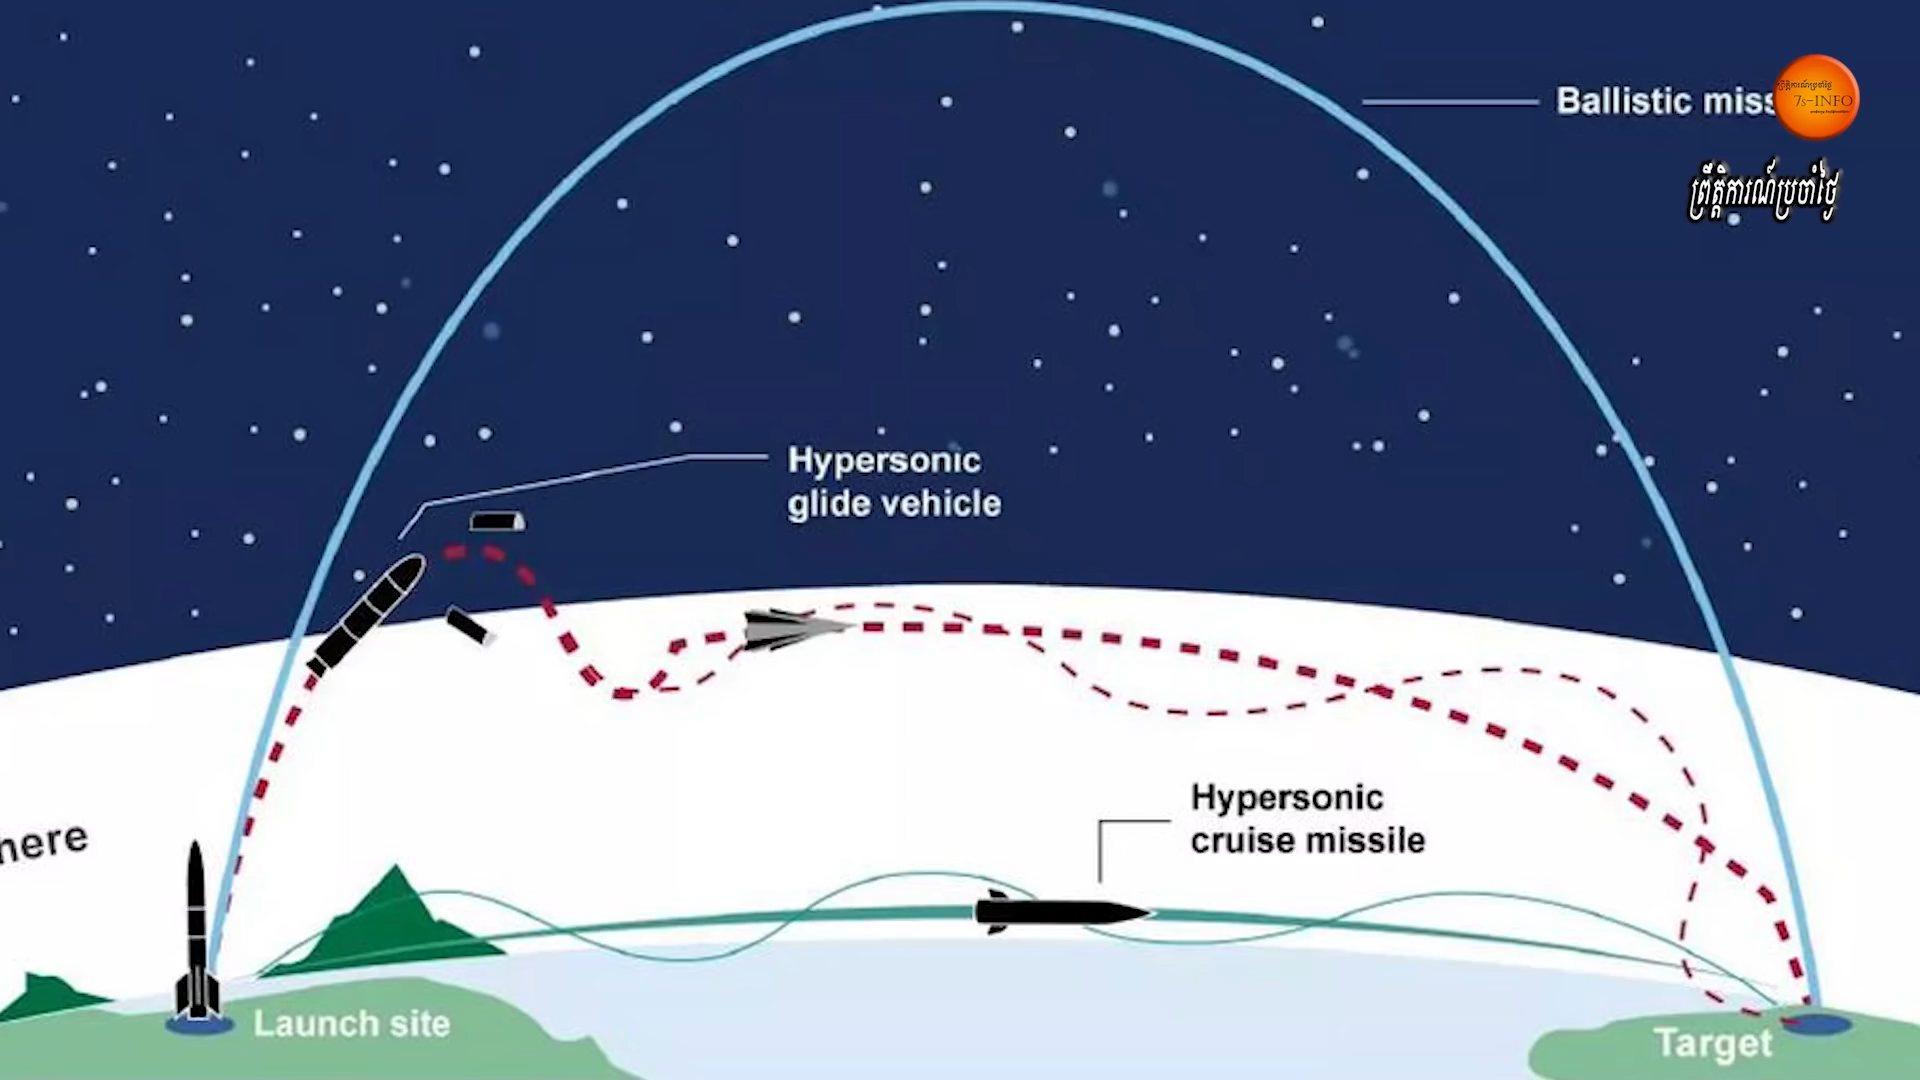 Ballistic miss
7s-INFO
ព្រឹត្តិការណ៍ប្រចាំថ្ងៃ
Hypersonic
glide vehicle
Hypersonic
cruise missile
here
Launch site
Target